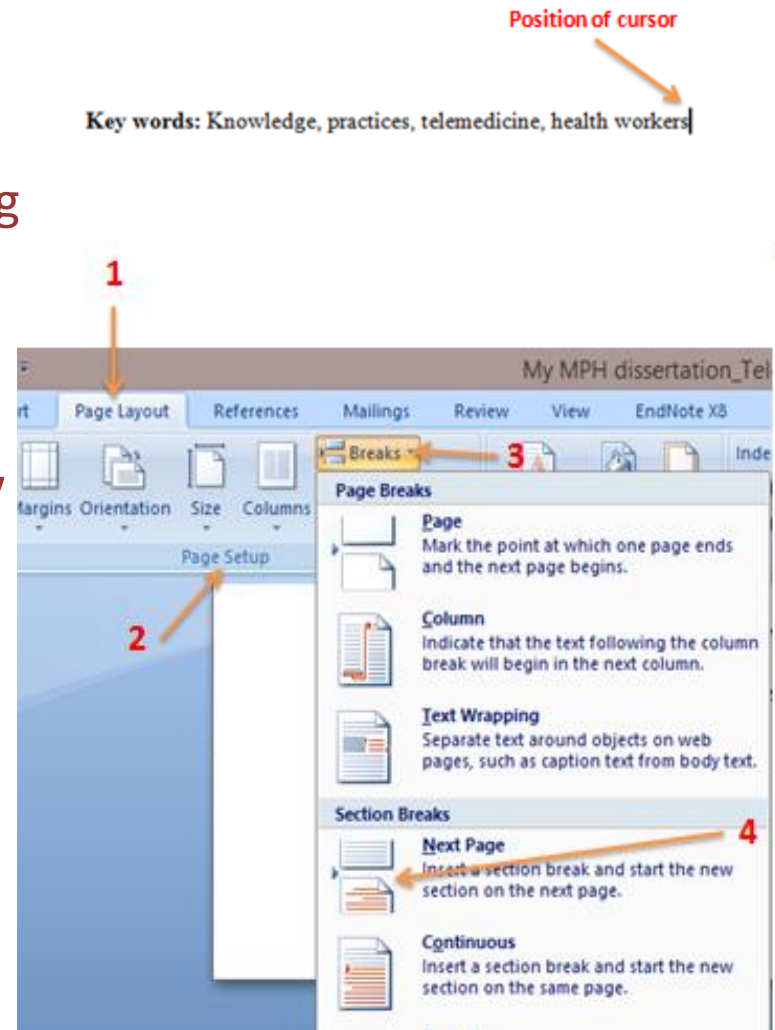 Position of cursor
Key words: Knowledge, practices, telemedicine, health workers
g
1
My MPH dissertation_Tel
rt Page Layout References Mailings Review View EndNote X8
Breaks 3 Inde
Margins Orientation Size Columns
Page Setup
2
Page Breaks
Page
Mark the point at which one page ends
and the next page begins.
Column
Indicate that the text following the column
break will begin in the next column.
Text Wrapping
Separate text around objects on web
pages, such as caption text from body text.
Section Breaks
4
Next Page
Insert a section break and start the new
section on the next page.
Continuous
Insert a section break and start the new
section on the same page.